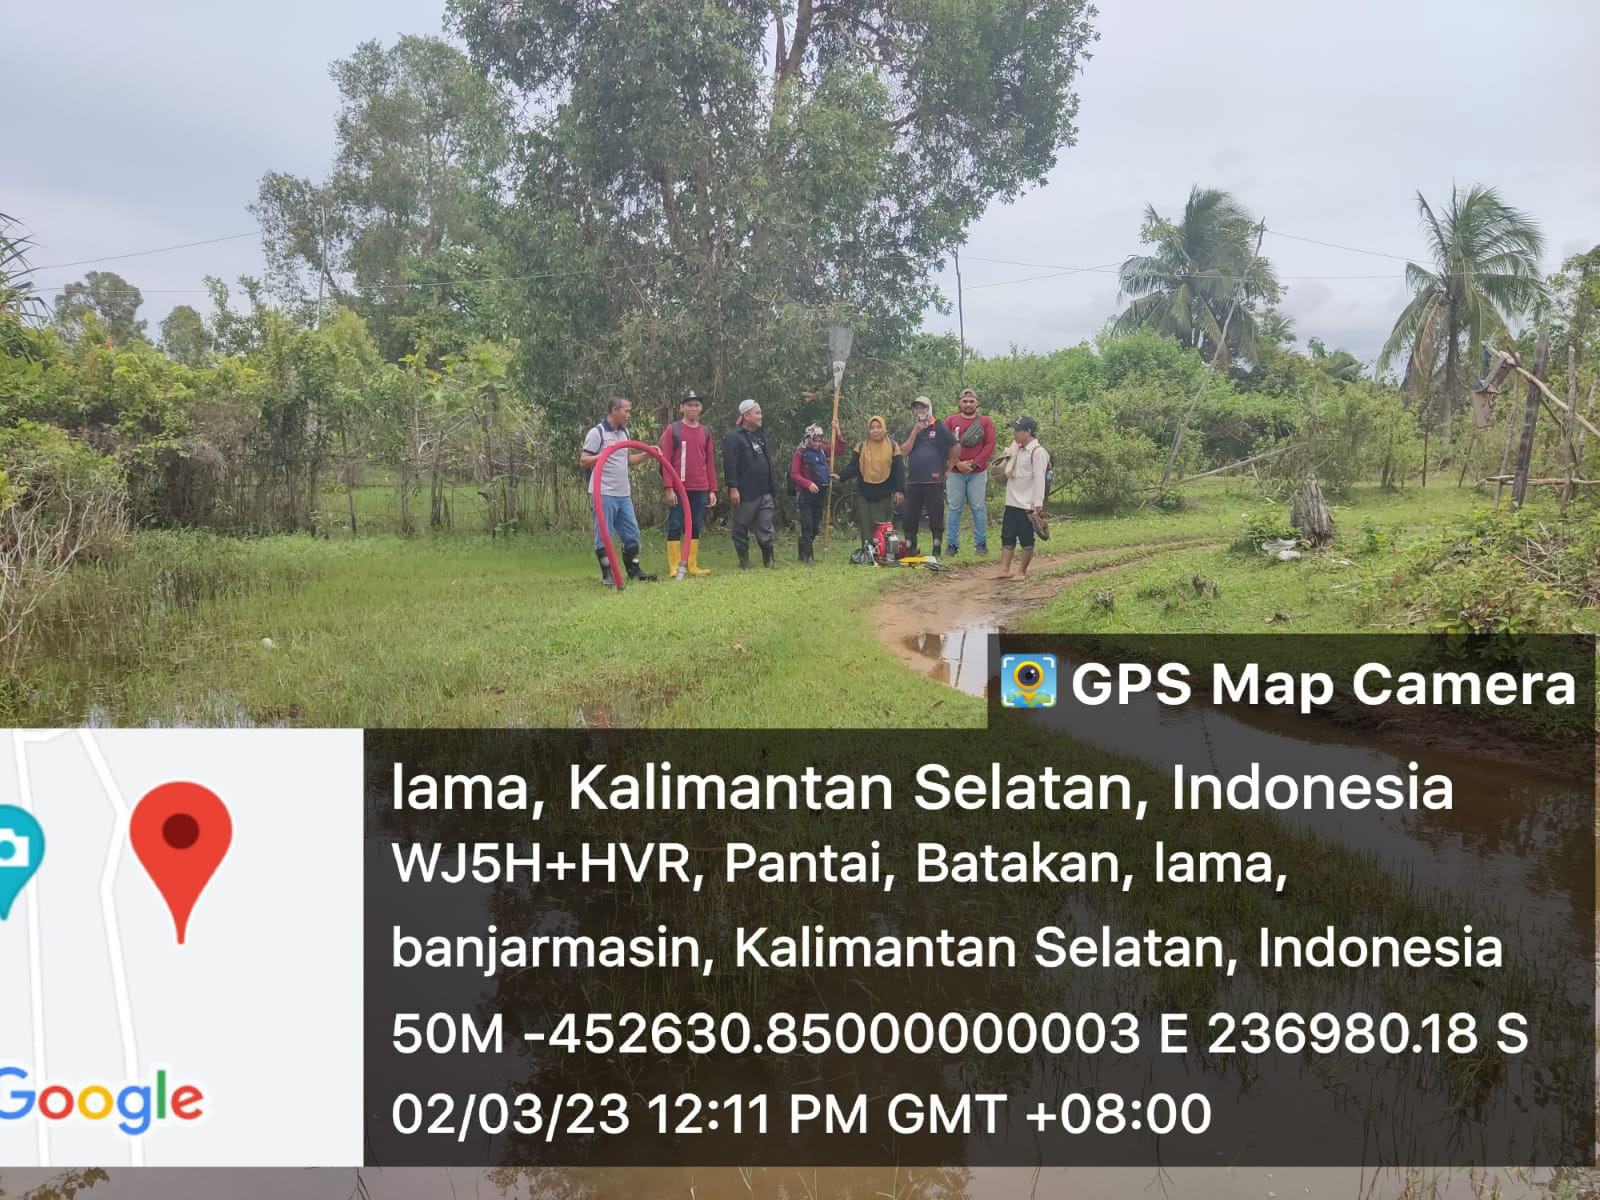 GPS Map Camera
lama, Kalimantan Selatan, Indonesia
WJ5H+HVR, Pantai, Batakan, lama,
banjarmasin, Kalimantan Selatan, Indonesia
50M -452630.85000000003 E 236980.18 S
02/03/23 12:11 PM GMT +08:00
Google